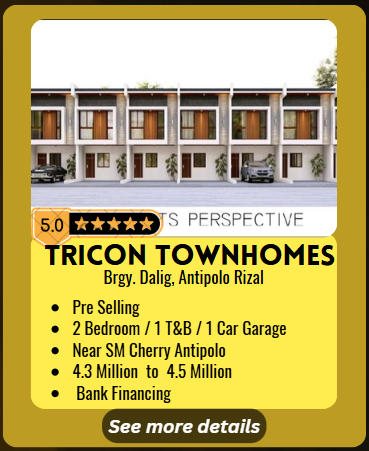 TS PERSPECTIVE
5.0
TRICON TOWNHOMES
Brgy. Dalig, Antipolo Rizal
Pre Selling
2 Bedroom / 1 T&B / 1 Car Garage
Near SM Cherry Antipolo
4.3 Million to 4.5 Million
Bank Financing
See more details